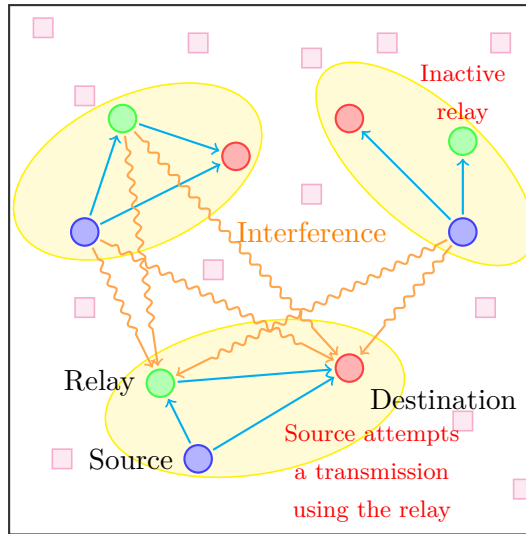 Inactive
relay
Interference
Relay
Destination
Source attempts
Source
a transmission
using the relay